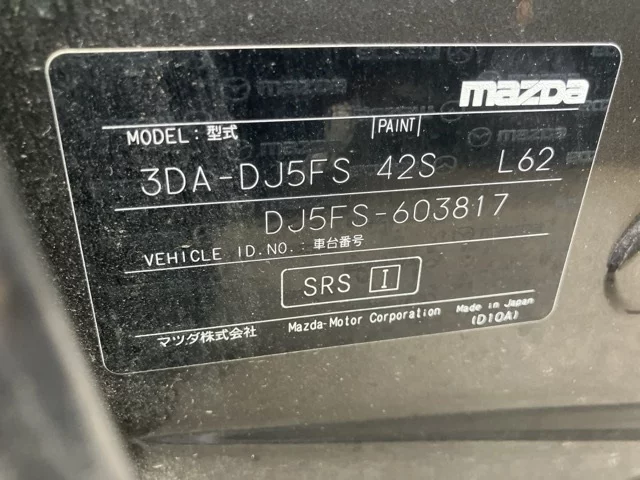 mazda
MODEL:型式 PAINT
3DA-DJ5FS 42S L62
DJ5FS-603817
VEHICLE ID.NO.:車台番号
SRS I
マツダ株式会社 Mazda-Motor Corporation Made in Japan
(D10A)